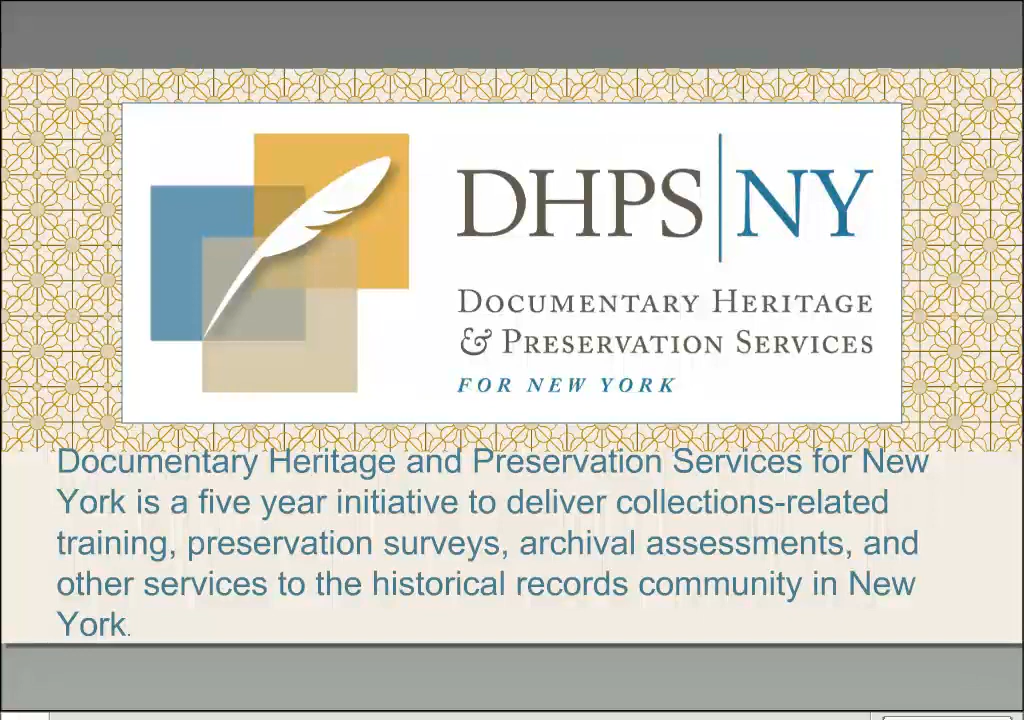 DHPS|NY
DOCUMENTARY HERITAGE
& PRESERVATION SERVICES
FOR NEW YORK
Documentary Heritage and Preservation Services for New
York is a five year initiative to deliver collections-related
training, preservation surveys, archival assessments, and
other services to the historical records community in New
York.